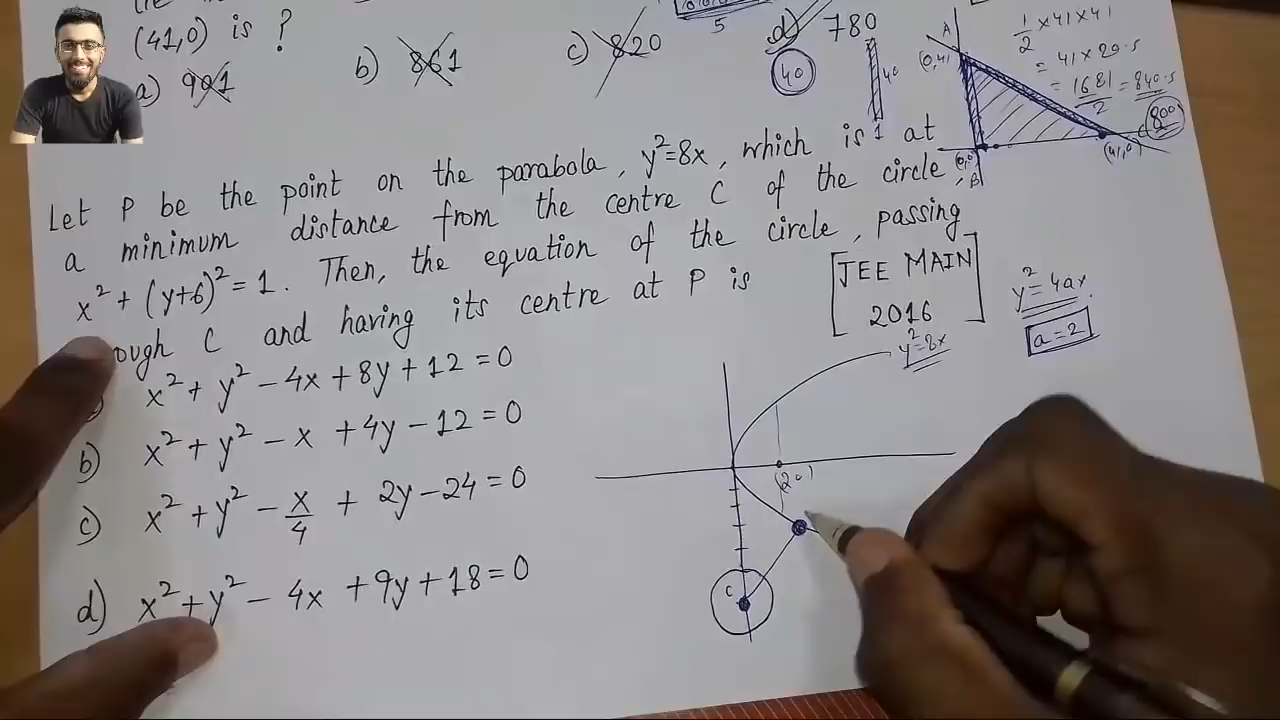 (41,0) is ?
a) 901
b) 861
c) 820
d) 780
5
40
40
A
(0,41)
1/2 ×41×41
= 41×20.5
= 1681/2 = 840.5
800
(0,0)
B
(41,0)
Let P be the point on the parabola, y²=8x, which is at
a minimum distance from the centre C of the circle,
x² + (y+6)² = 1. Then, the equation of the circle, passing
ough C and having its centre at P is
[JEE MAIN
2016]
y² = 4ax.
a=2
x² + y² – 4x + 8y + 12 = 0
b) x² + y² – x + 4y – 12 = 0
c) x² + y² – x/4 + 2y – 24 = 0
d) x² + y² – 4x + 9y + 18 = 0
y²=8x
(2,0)
C